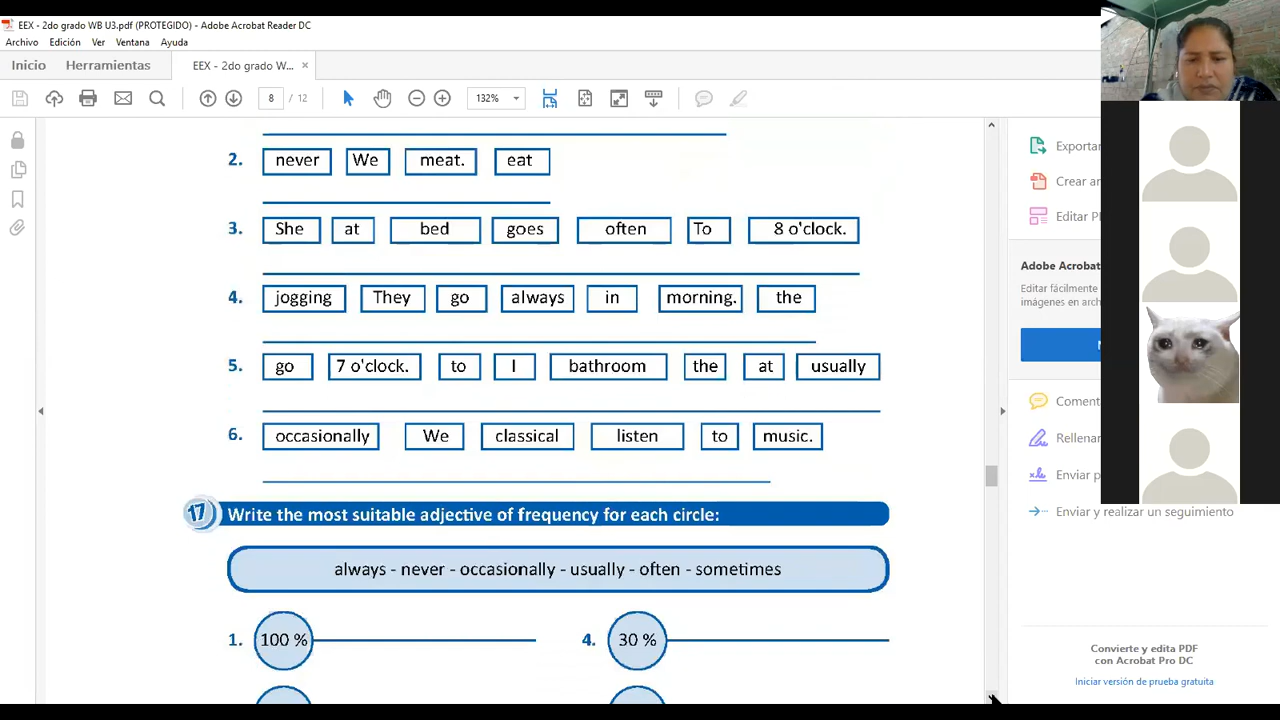 EEX - 2do grado WB U3.pdf (PROTEGIDO) - Adobe Acrobat Reader DC
Archivo Edición Ver Ventana Ayuda
Inicio Herramientas EEX - 2do grado W... ×
8 / 12 132%
2. never We meat. eat
3. She at bed goes often To 8 o'clock.
4. jogging They go always in morning. the
5. go 7 o'clock. to I bathroom the at usually
6. occasionally We classical listen to music.
17 Write the most suitable adjective of frequency for each circle:
always - never - occasionally - usually - often - sometimes
1. 100 % 4. 30 %
Exportar
Crear ar
Editar P
Adobe Acrobat
Editar fácilmente
imágenes en arch
Coment
Rellenar
Enviar p
Enviar y realizar un seguimiento
Convierte y edita PDF
con Acrobat Pro DC
Iniciar versión de prueba gratuita